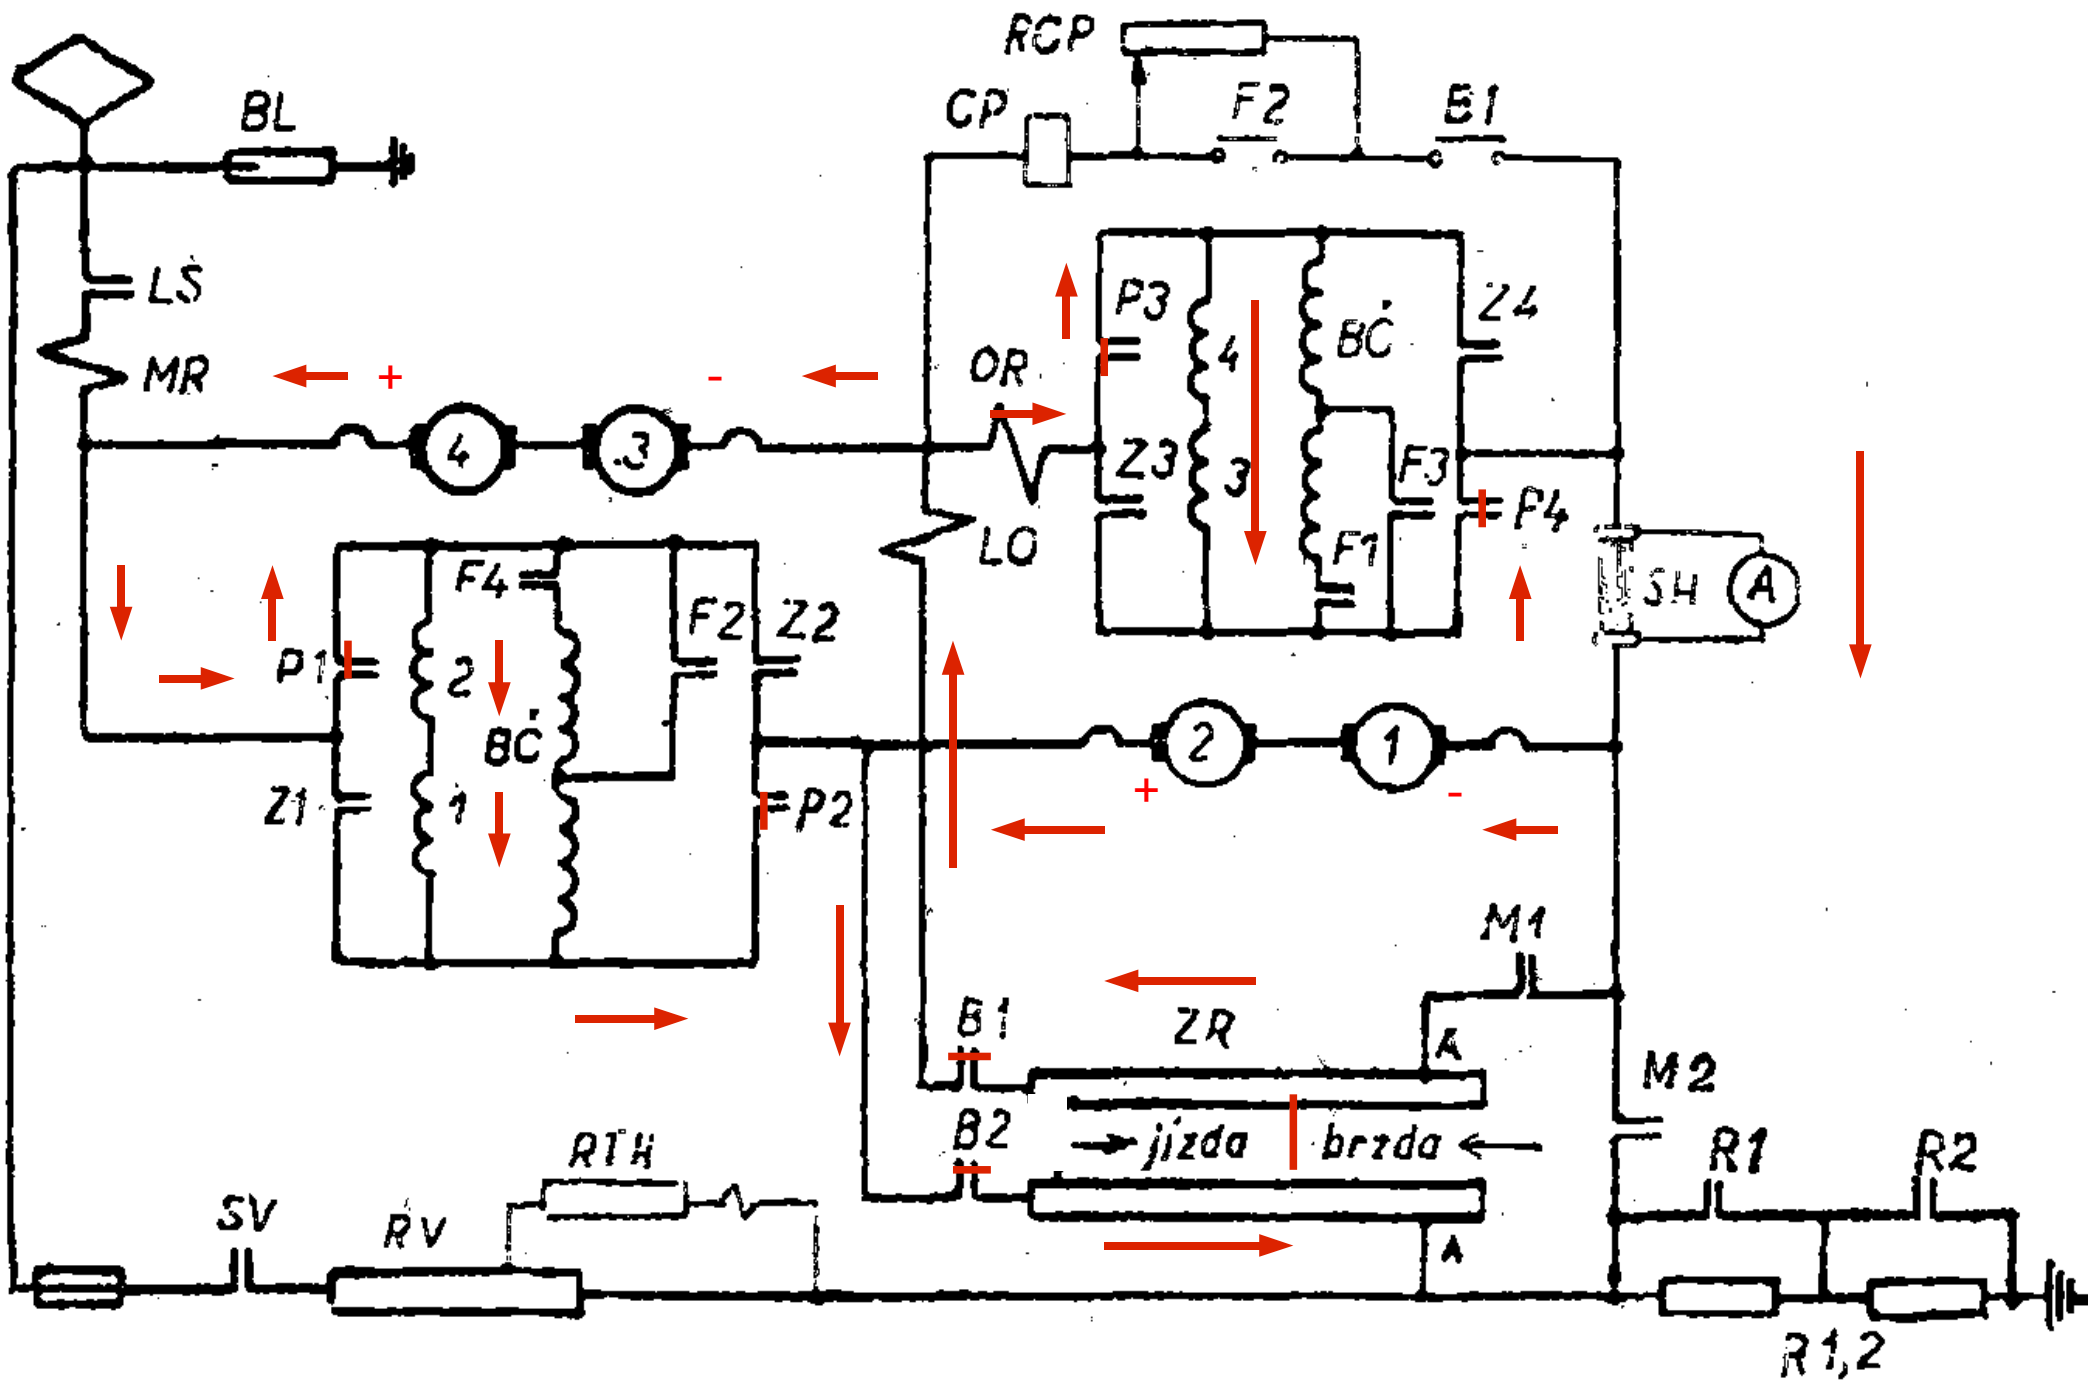 RCP
BL
CP
F2
B1
LS
MR
+
-
P3
4
BČ
Z4
OR
4
3
Z3
3
F3
P4
LO
F1
SH
A
F4
F2
Z2
P1
2
BČ
2
1
Z1
1
P2
+
-
M1
B1
ZR
A
M2
B2
jízda
brzda
R1
R2
RTH
SV
RV
A
R1,2